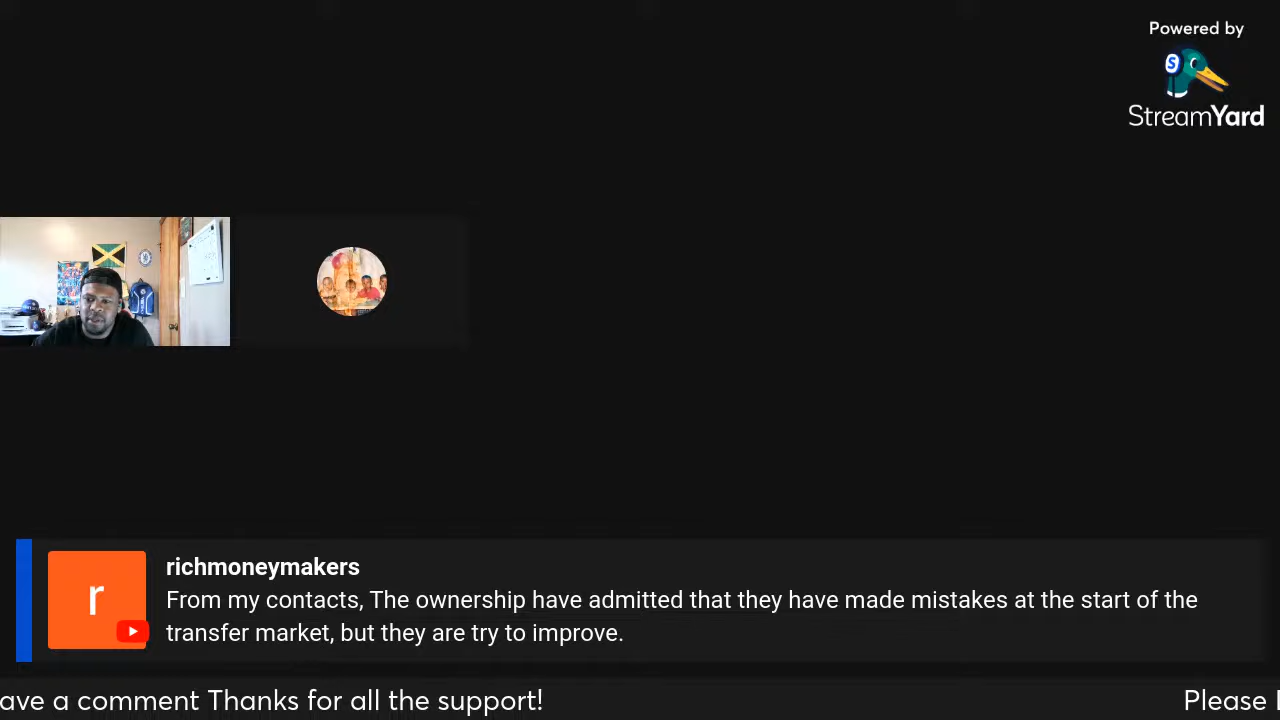 Powered by
S
StreamYard
r
richmoneymakers
From my contacts, The ownership have admitted that they have made mistakes at the start of the
transfer market, but they are try to improve.
ave a comment Thanks for all the support!
Please